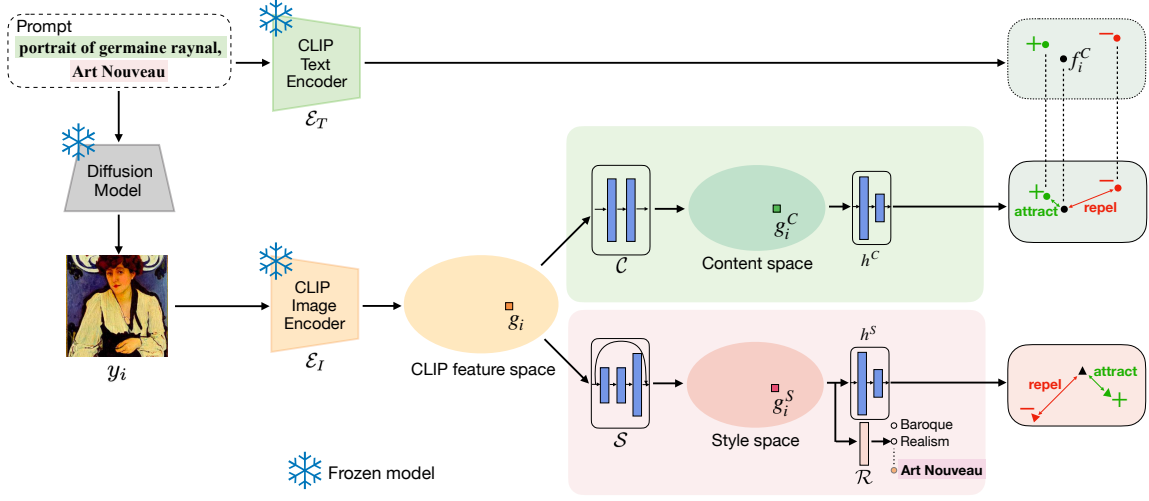 Prompt
portrait of germaine raynal,
Art Nouveau
CLIP
Text
Encoder
ℰ_T
+
−
f_i^C
Diffusion
Model
y_i
CLIP
Image
Encoder
ℰ_I
g_i
CLIP feature space
𝒞
g_i^C
Content space
h^C
+
−
attract
repel
𝒮
g_i^S
Style space
h^S
ℛ
Baroque
Realism
Art Nouveau
repel
attract
−
+
Frozen model